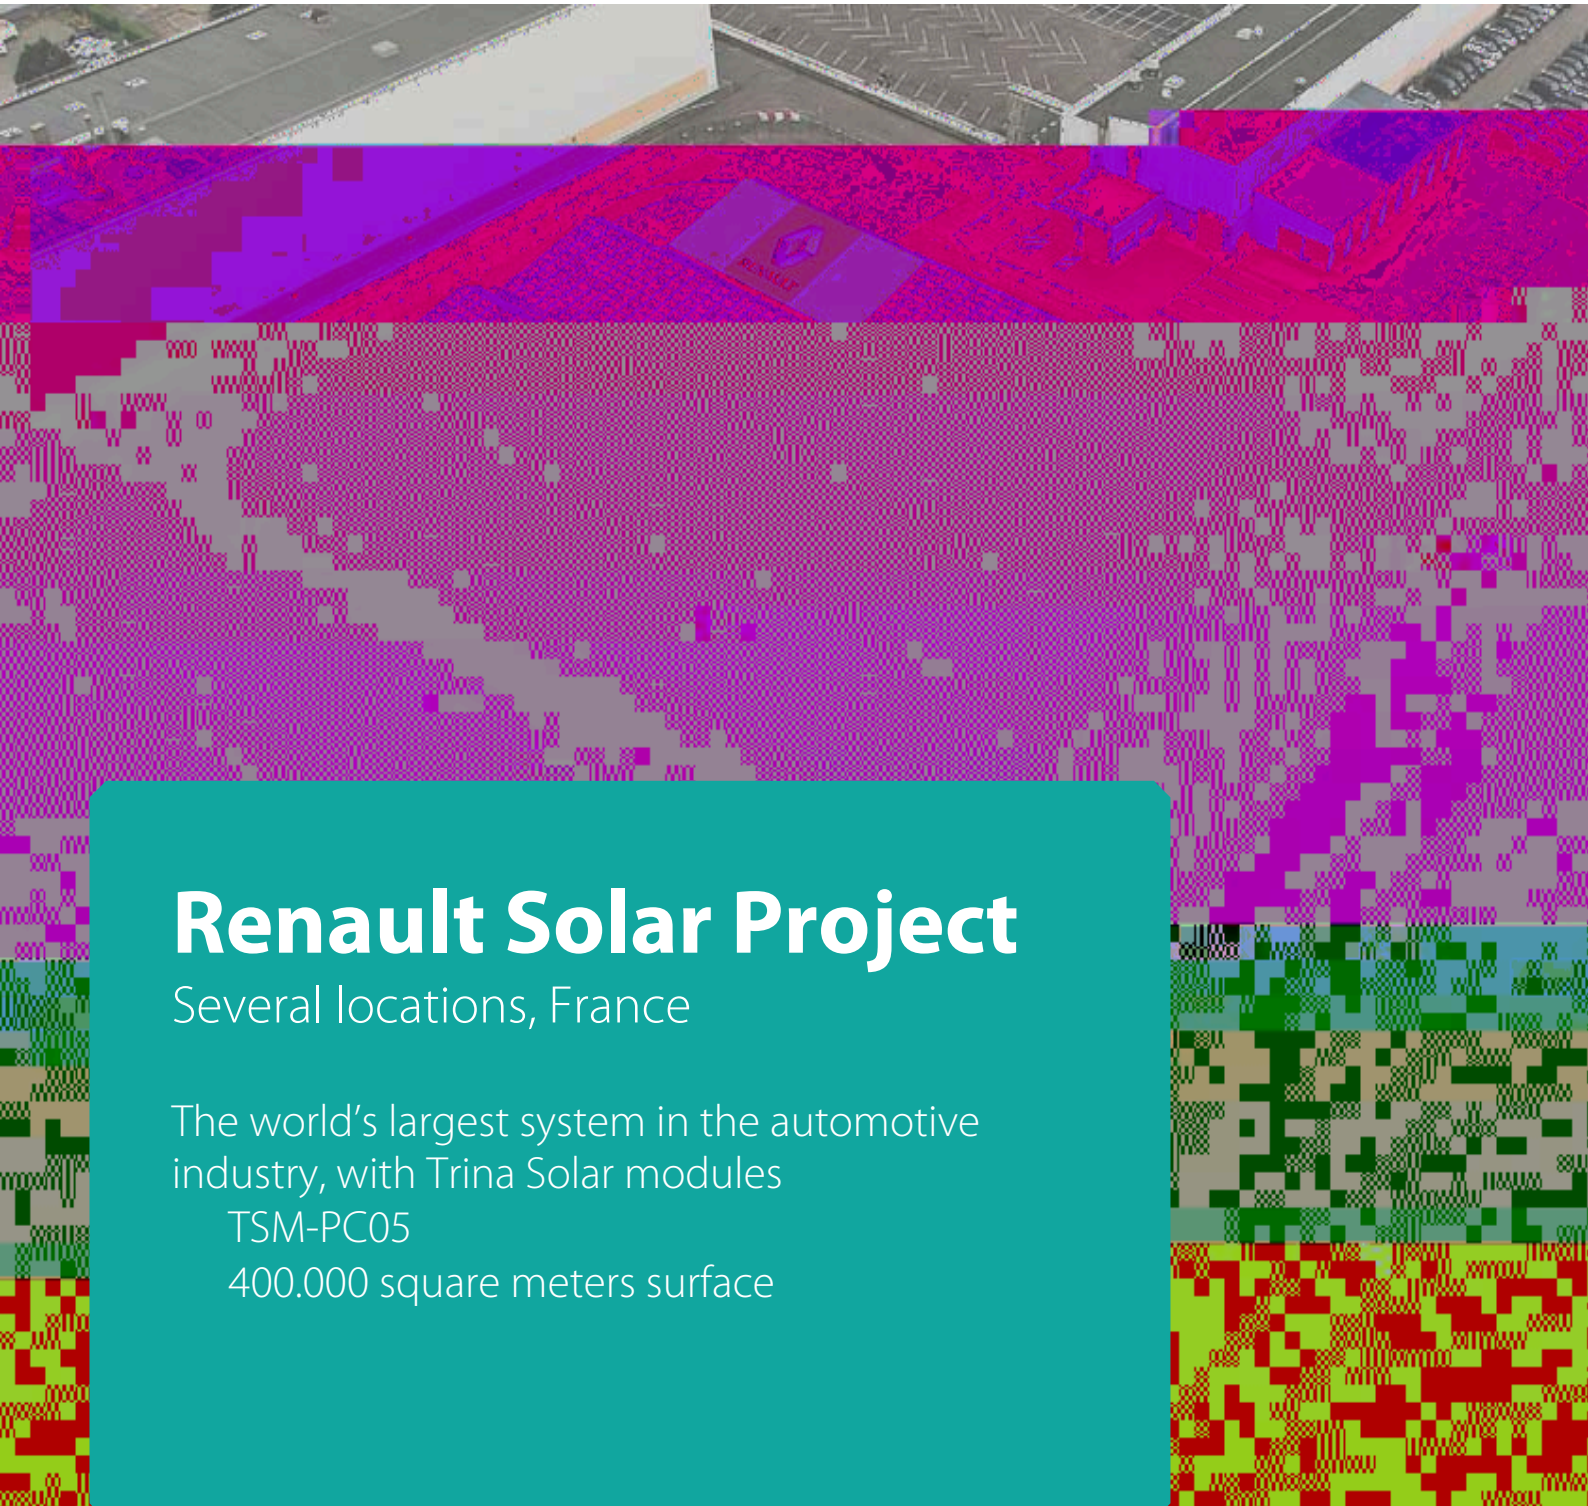 RENAULT
Renault Solar Project
Several locations, France
The world's largest system in the automotive
industry, with Trina Solar modules
TSM-PC05
400.000 square meters surface